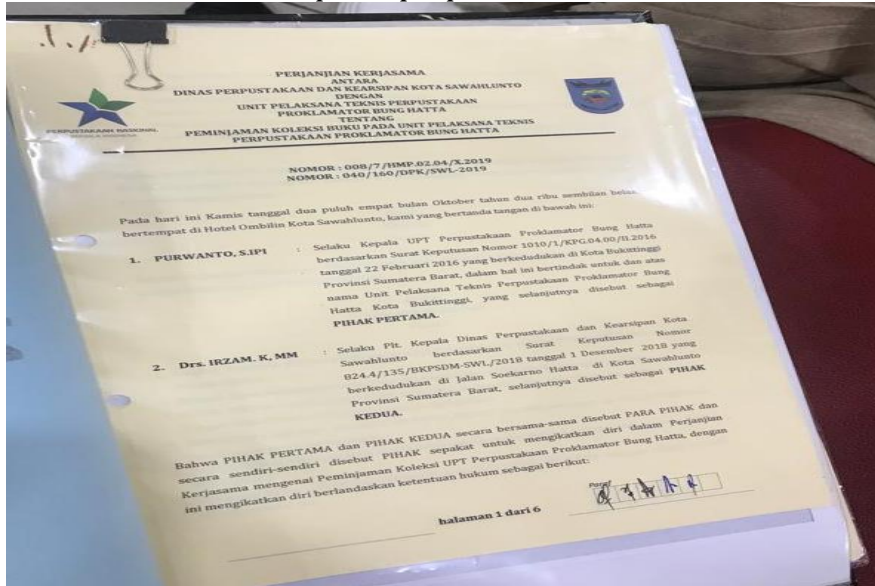 PERJANJIAN KERJASAMA
ANTARA
DINAS PERPUSTAKAAN DAN KEARSIPAN KOTA SAWAHLUNTO
DENGAN
UNIT PELAKSANA TEKNIS PERPUSTAKAAN
PROKLAMATOR BUNG HATTA
TENTANG
PEMINJAMAN KOLEKSI BUKU PADA UNIT PELAKSANA TEKNIS
PERPUSTAKAAN PROKLAMATOR BUNG HATTA
PERPUSTAKAAN NASIONAL
NOMOR : 008/7/HMP.02.04/X.2019
NOMOR : 040/160/DPK/SWL-2019
Pada hari ini Kamis tanggal dua puluh empat bulan Oktober tahun dua ribu sembilan belas
bertempat di Hotel Ombilin Kota Sawahlunto, kami yang bertanda tangan di bawah ini:
1. PURWANTO, S.IPI : Selaku Kepala UPT Perpustakaan Proklamator Bung Hatta
berdasarkan Surat Keputusan Nomor 1010/1/KPG.04.00/II.2016
tanggal 22 Februari 2016 yang berkedudukan di Kota Bukittinggi
Provinsi Sumatera Barat, dalam hal ini bertindak untuk dan atas
nama Unit Pelaksana Teknis Perpustakaan Proklamator Bung
Hatta Kota Bukittinggi, yang selanjutnya disebut sebagai
PIHAK PERTAMA.
2. Drs. IRZAM. K, MM : Selaku Plt. Kepala Dinas Perpustakaan dan Kearsipan Kota
Sawahlunto berdasarkan Surat Keputusan Nomor
824.4/135/BKPSDM-SWL/2018 tanggal 1 Desember 2018 yang
berkedudukan di Jalan Soekarno Hatta di Kota Sawahlunto
Provinsi Sumatera Barat, selanjutnya disebut sebagai PIHAK
KEDUA.
Bahwa PIHAK PERTAMA dan PIHAK KEDUA secara bersama-sama disebut PARA PIHAK dan
secara sendiri-sendiri disebut PIHAK sepakat untuk mengikatkan diri dalam Perjanjian
Kerjasama mengenai Peminjaman Koleksi UPT Perpustakaan Proklamator Bung Hatta, dengan
ini mengikatkan diri berlandaskan ketentuan hukum sebagai berikut:
Paraf
halaman 1 dari 6